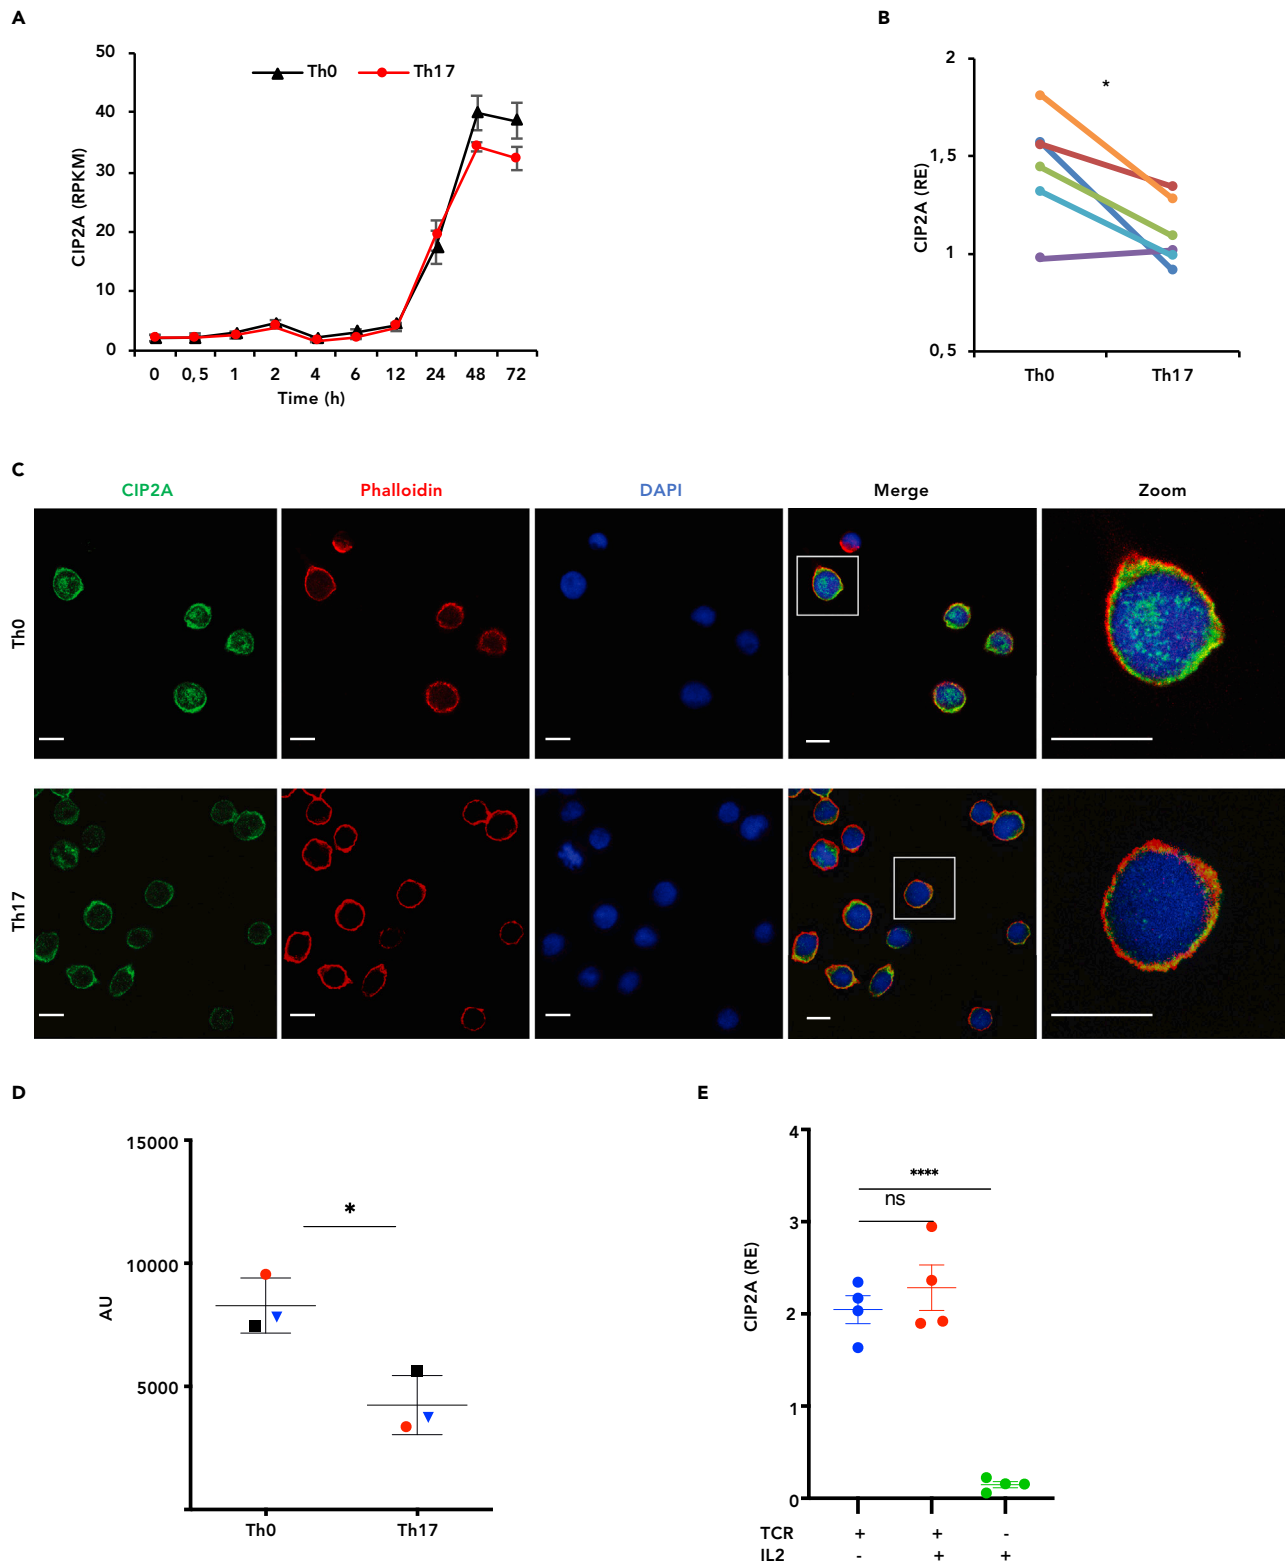 A
50
40
30
20
10
0
CIP2A (RPKM)
Th0
Th17
0 0,5 1 2 4 6 12 24 48 72
Time (h)
B
2
1,5
1
0,5
CIP2A (RE)
*
Th0 Th17
C
CIP2A Phalloidin DAPI Merge Zoom
Th0
Th17
D
15000
10000
5000
AU
*
Th0 Th17
E
4
3
2
1
0
CIP2A (RE)
****
ns
TCR + + -
IL2 - + +